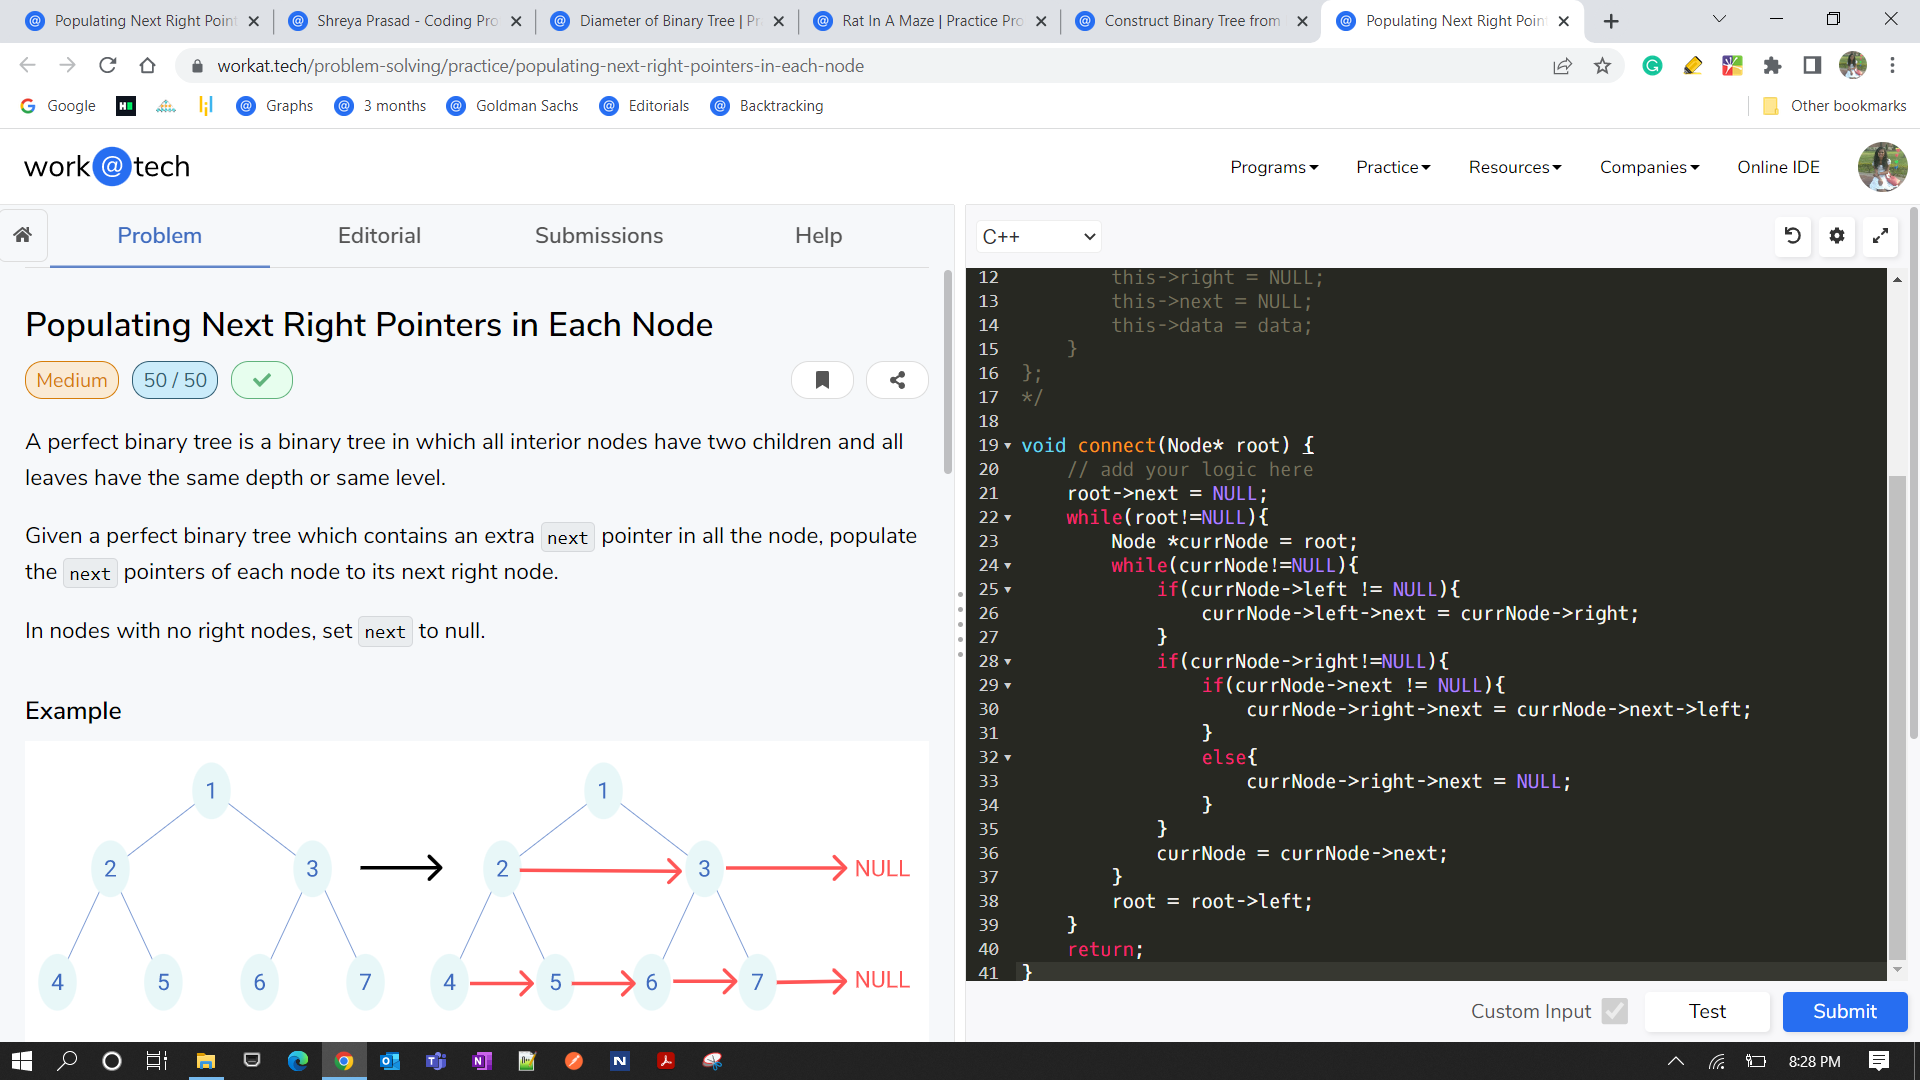 Populating Next Right Point
Shreya Prasad - Coding Pro
Diameter of Binary Tree | Pr
Rat In A Maze | Practice Pro
Construct Binary Tree from
Populating Next Right Point
workat.tech/problem-solving/practice/populating-next-right-pointers-in-each-node
Google
Graphs
3 months
Goldman Sachs
Editorials
Backtracking
Other bookmarks
work@tech
Programs
Practice
Resources
Companies
Online IDE
Problem
Editorial
Submissions
Help
C++
Populating Next Right Pointers in Each Node
Medium
50 / 50
A perfect binary tree is a binary tree in which all interior nodes have two children and all
leaves have the same depth or same level.
Given a perfect binary tree which contains an extra next pointer in all the node, populate
the next pointers of each node to its next right node.
In nodes with no right nodes, set next to null.
Example
1
2
3
4
5
6
7
1
2
3
NULL
4
5
6
7
NULL
12 this->right = NULL;
13 this->next = NULL;
14 this->data = data;
15 }
16 };
17 */
18
19 void connect(Node* root) {
20 // add your logic here
21 root->next = NULL;
22 while(root!=NULL){
23 Node *currNode = root;
24 while(currNode!=NULL){
25 if(currNode->left != NULL){
26 currNode->left->next = currNode->right;
27 }
28 if(currNode->right!=NULL){
29 if(currNode->next != NULL){
30 currNode->right->next = currNode->next->left;
31 }
32 else{
33 currNode->right->next = NULL;
34 }
35 }
36 currNode = currNode->next;
37 }
38 root = root->left;
39 }
40 return;
41 }
Custom Input
Test
Submit
8:28 PM